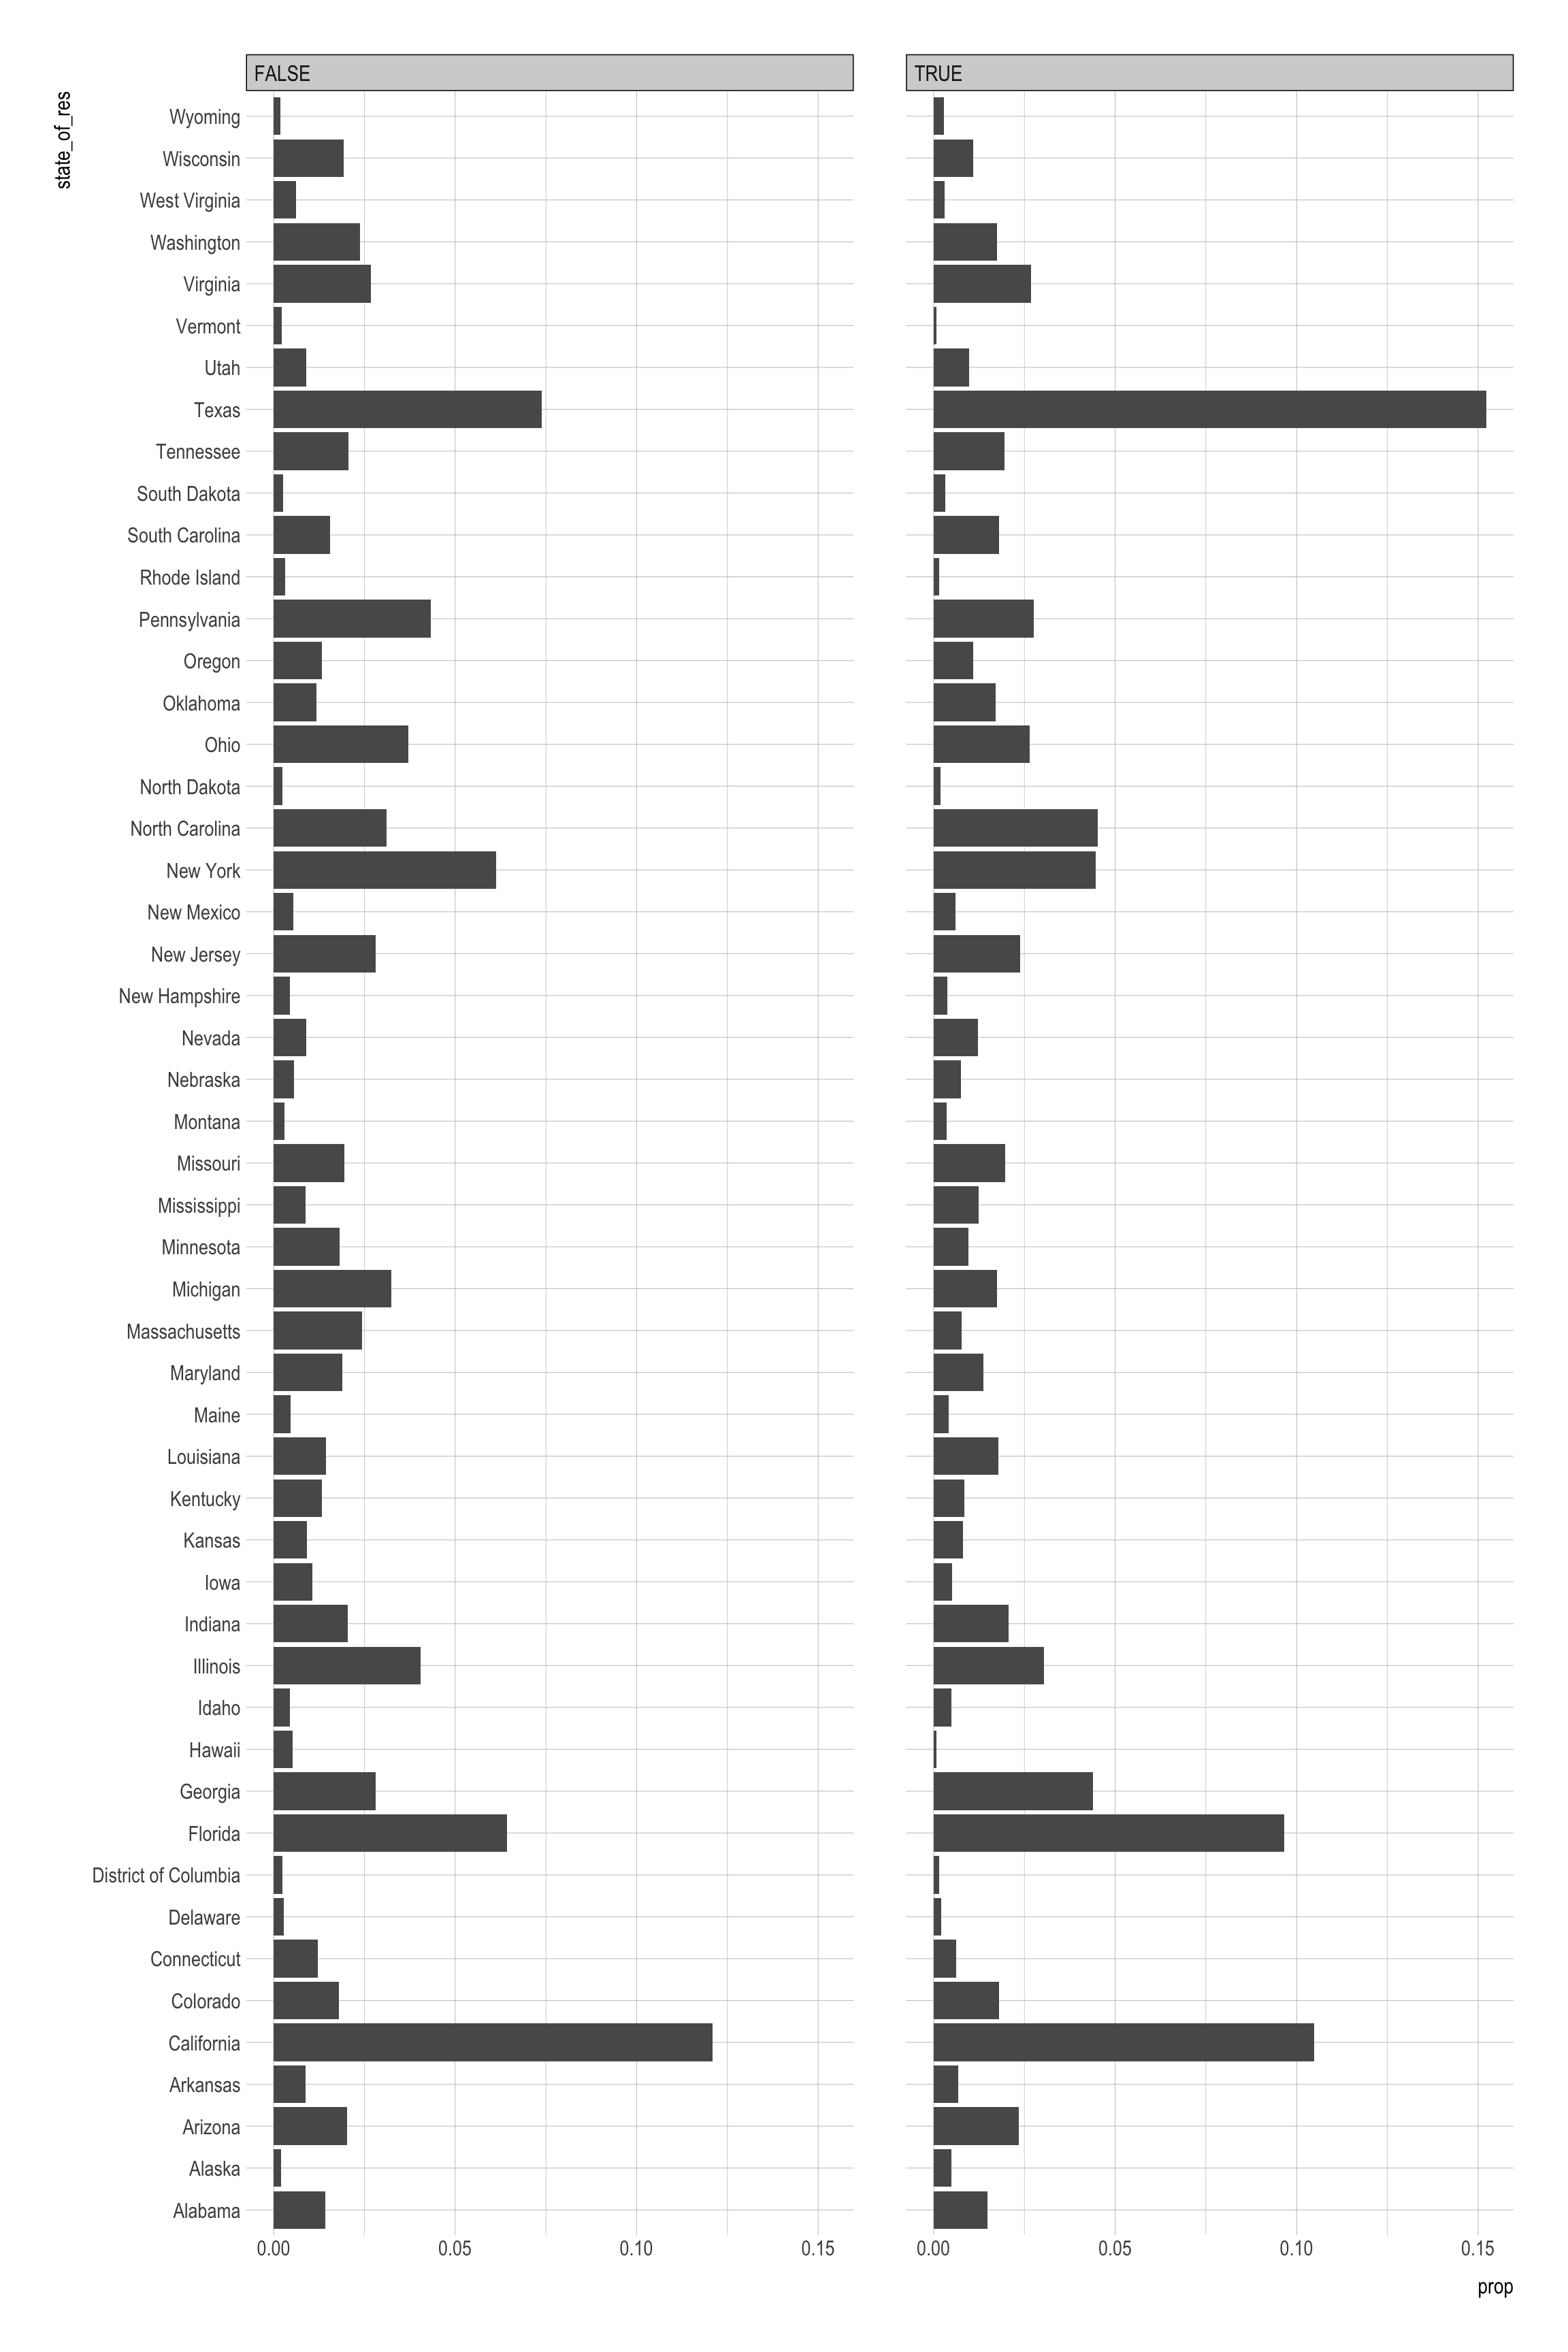 FALSE
TRUE
state_of_res
Wyoming
Wisconsin
West Virginia
Washington
Virginia
Vermont
Utah
Texas
Tennessee
South Dakota
South Carolina
Rhode Island
Pennsylvania
Oregon
Oklahoma
Ohio
North Dakota
North Carolina
New York
New Mexico
New Jersey
New Hampshire
Nevada
Nebraska
Montana
Missouri
Mississippi
Minnesota
Michigan
Massachusetts
Maryland
Maine
Louisiana
Kentucky
Kansas
Iowa
Indiana
Illinois
Idaho
Hawaii
Georgia
Florida
District of Columbia
Delaware
Connecticut
Colorado
California
Arkansas
Arizona
Alaska
Alabama
0.00 0.05 0.10 0.15
0.00 0.05 0.10 0.15
prop